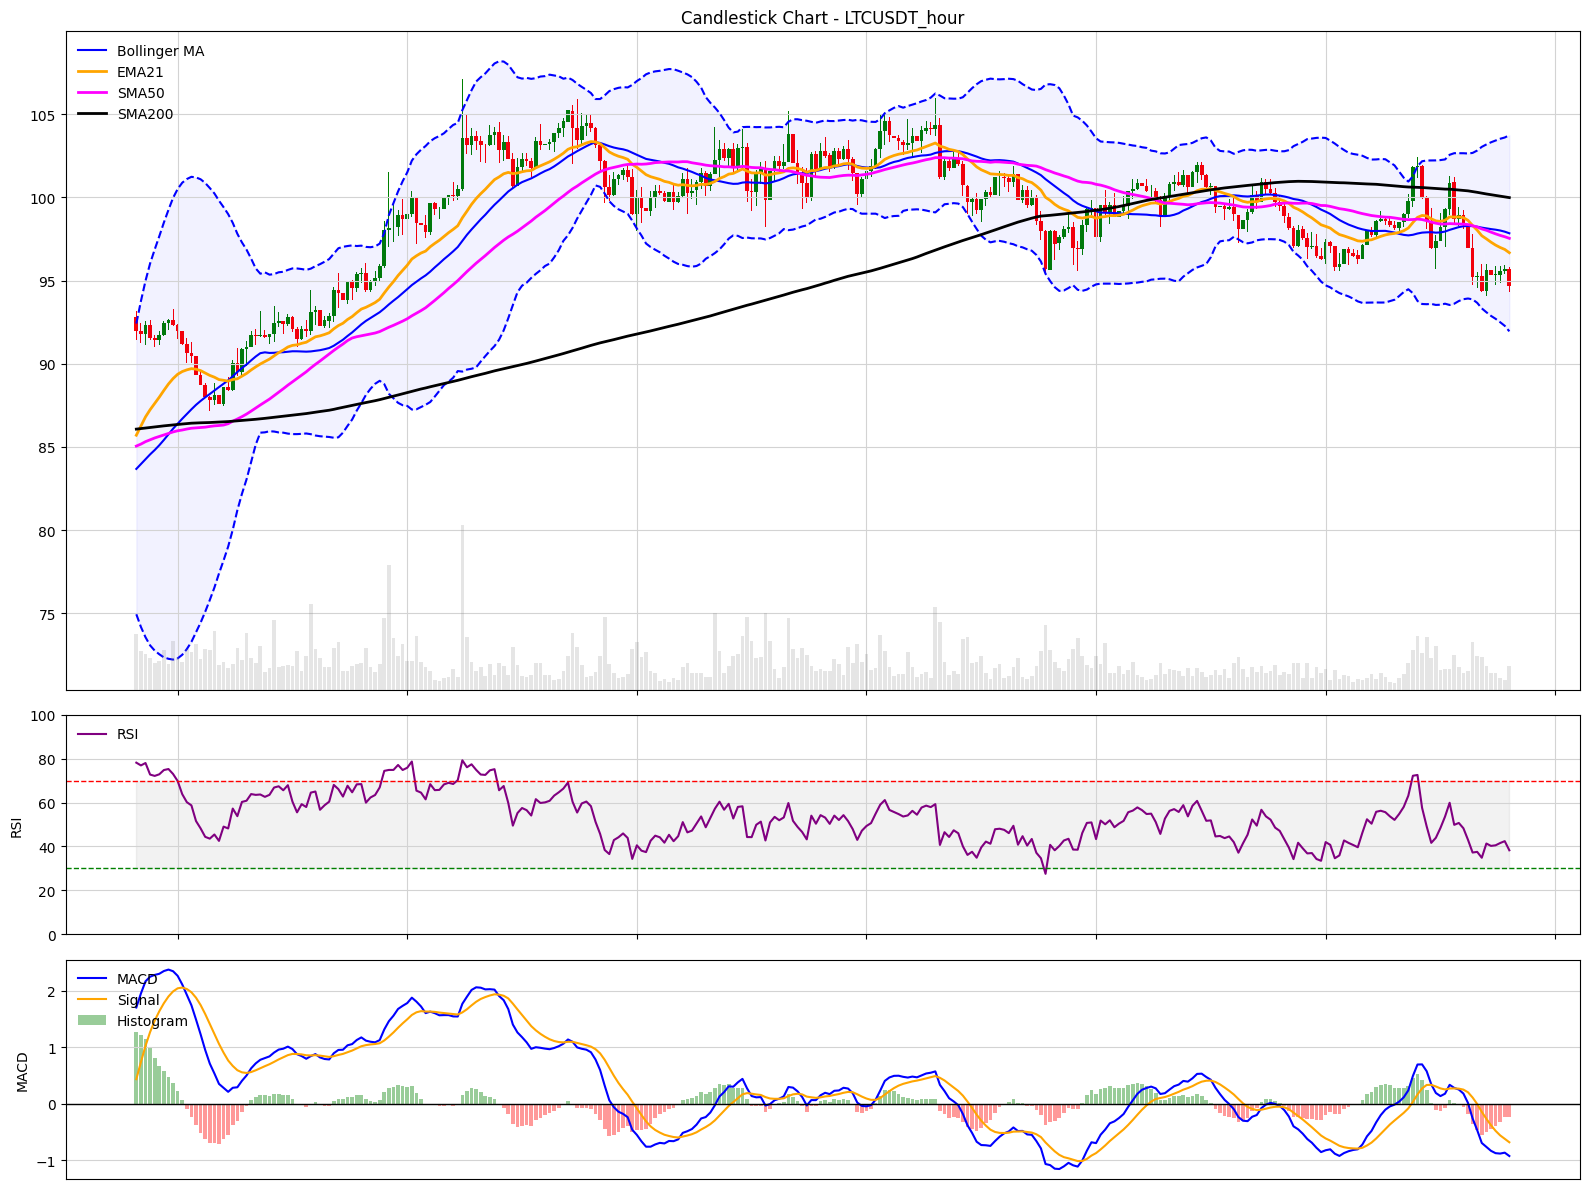 Candlestick Chart - LTCUSDT_hour
Bollinger MA
EMA21
SMA50
SMA200
105
100
95
90
85
80
75
RSI
100
80
60
40
20
0
RSI
MACD
Signal
Histogram
2
1
0
−1
MACD